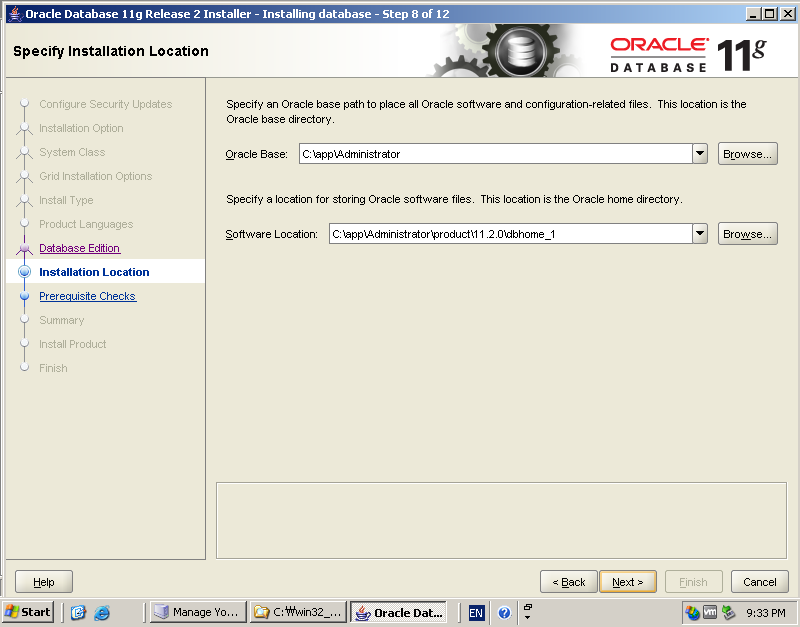 Oracle Database 11g Release 2 Installer - Installing database - Step 8 of 12
Specify Installation Location
ORACLE
DATABASE
11g
Configure Security Updates
Installation Option
System Class
Grid Installation Options
Install Type
Product Languages
Database Edition
Installation Location
Prerequisite Checks
Summary
Install Product
Finish
Specify an Oracle base path to place all Oracle software and configuration-related files. This location is the
Oracle base directory.
Oracle Base: C:\app\Administrator Browse...
Specify a location for storing Oracle software files. This location is the Oracle home directory.
Software Location: C:\app\Administrator\product\11.2.0\dbhome_1 Browse...
Help < Back Next > Finish Cancel
Start Manage Yo... C:₩win32_... Oracle Dat... EN 9:33 PM